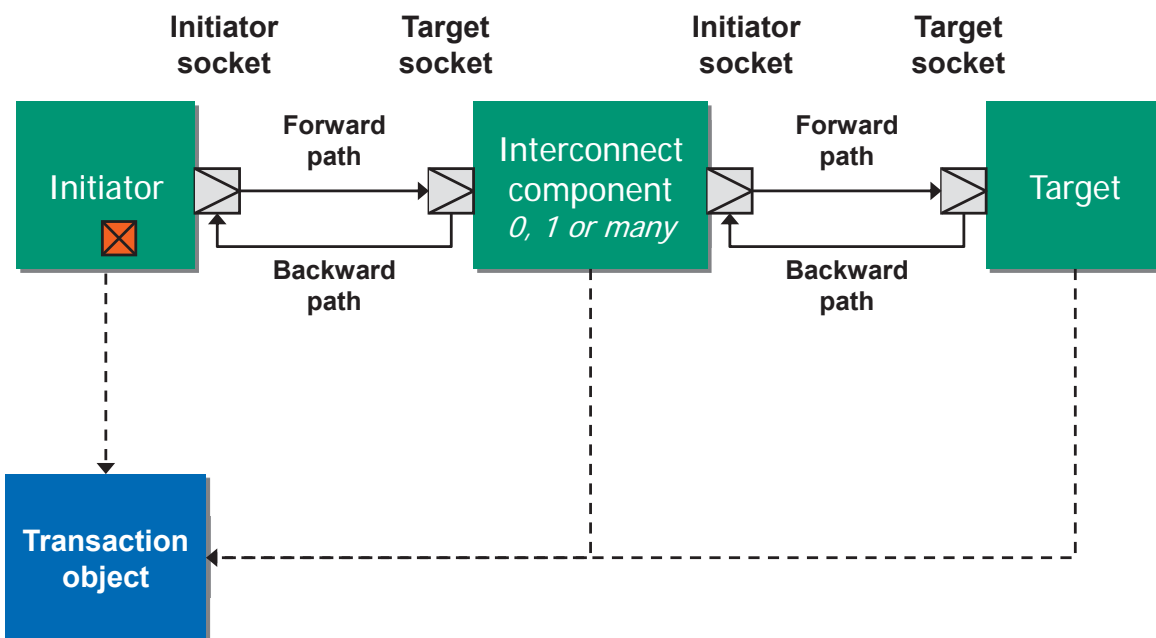 Initiator
socket
Target
socket
Initiator
socket
Target
socket
Initiator
Forward
path
Backward
path
Interconnect
component
0, 1 or many
Forward
path
Backward
path
Target
Transaction
object